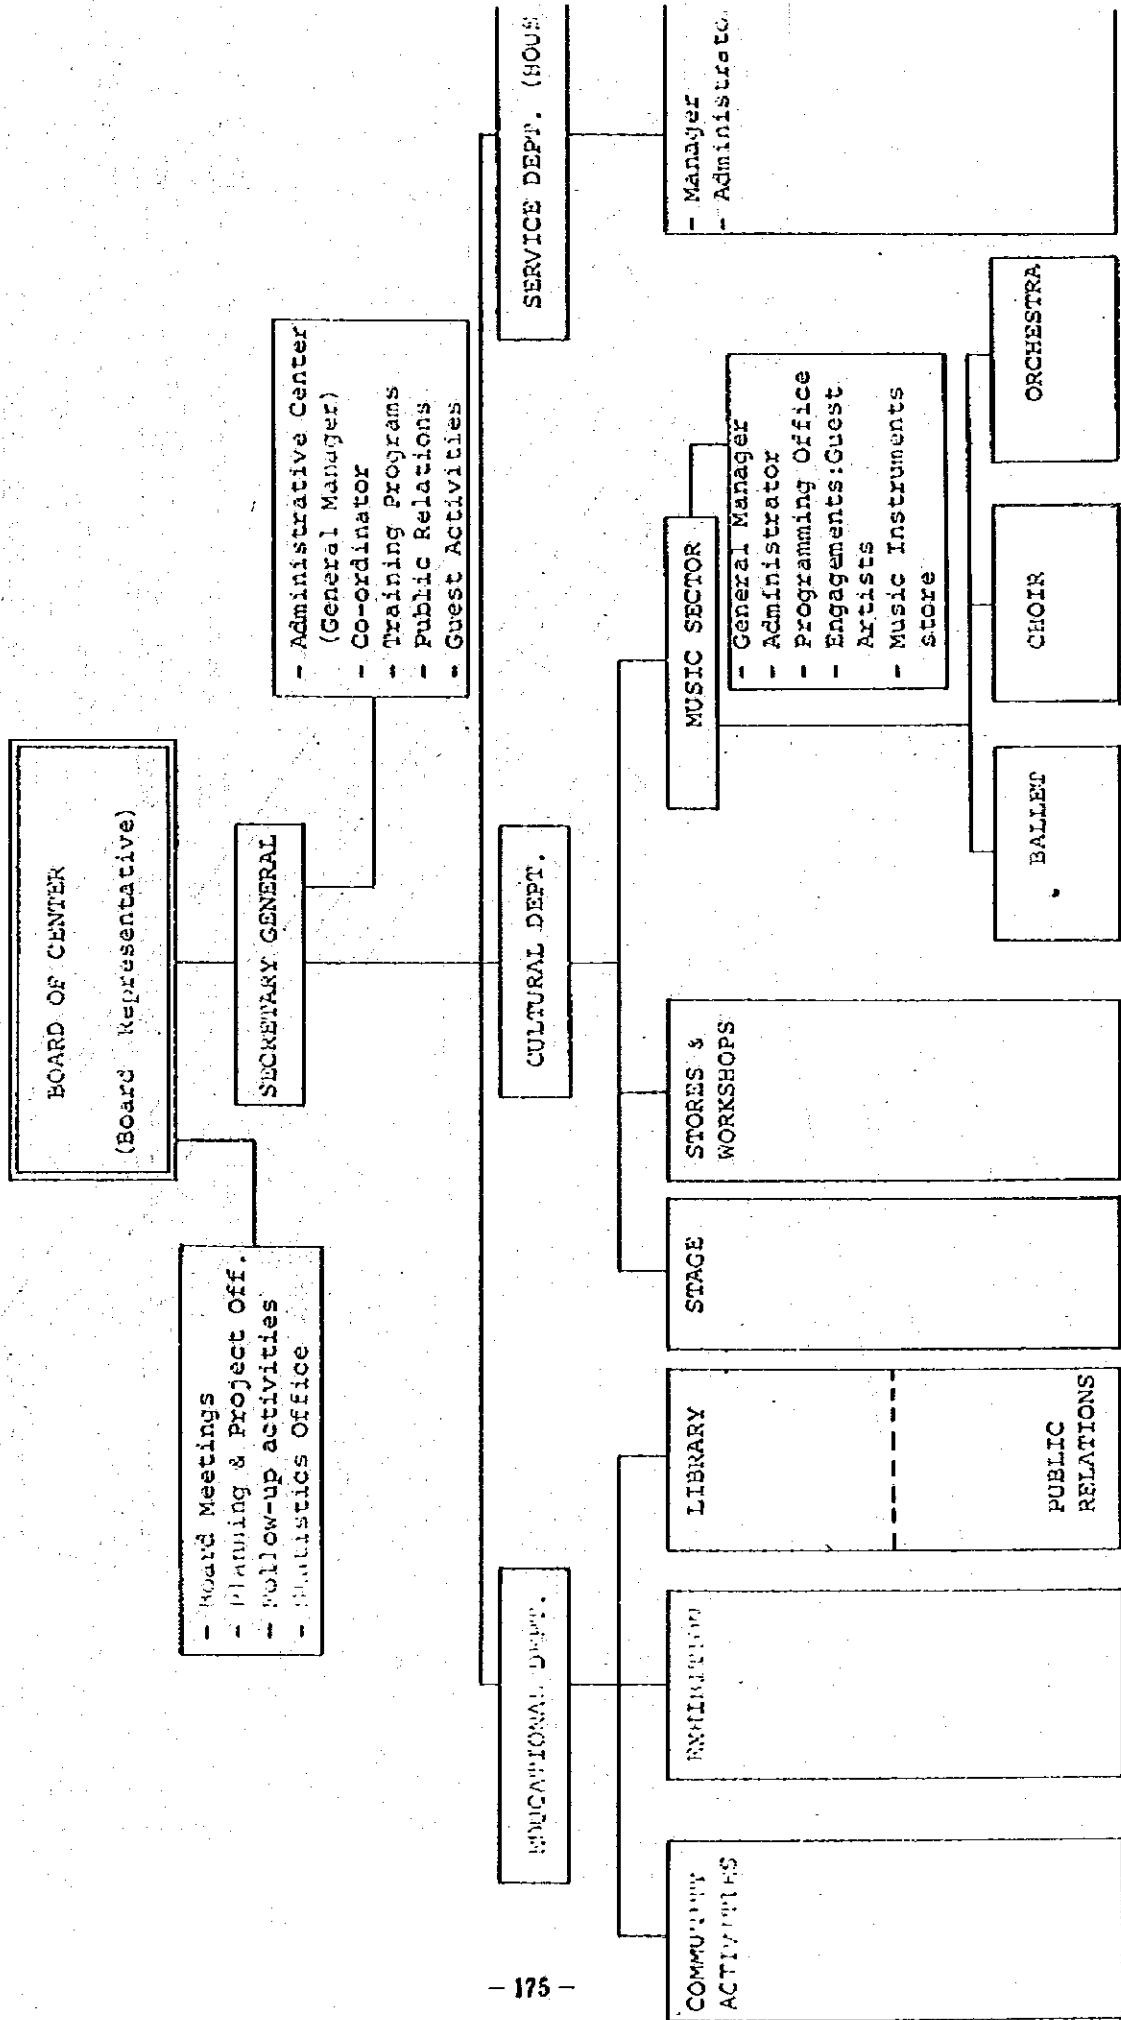 BOARD OF CENTER
(Board Representative)
- Board Meetings
- Planning & Project Off.
- Follow-up activities
- Statistics Office
SECRETARY GENERAL
- Administrative Center
(General Manager)
- Co-ordinator
- Training Programs
- Public Relations
- Guest Activities
EDUCATIONAL DEPT.
CULTURAL DEPT.
SERVICE DEPT. (HOUS
COMMUNITY
ACTIVITIES
EXHIBITION
LIBRARY
PUBLIC
RELATIONS
STAGE
STORES &
WORKSHOPS
MUSIC SECTOR
- General Manager
- Administrator
- Programming Office
- Engagements:Guest
Artists
- Music Instruments
store
- Manager
- Administrato
BALLET
CHOIR
ORCHESTRA
- 175 -